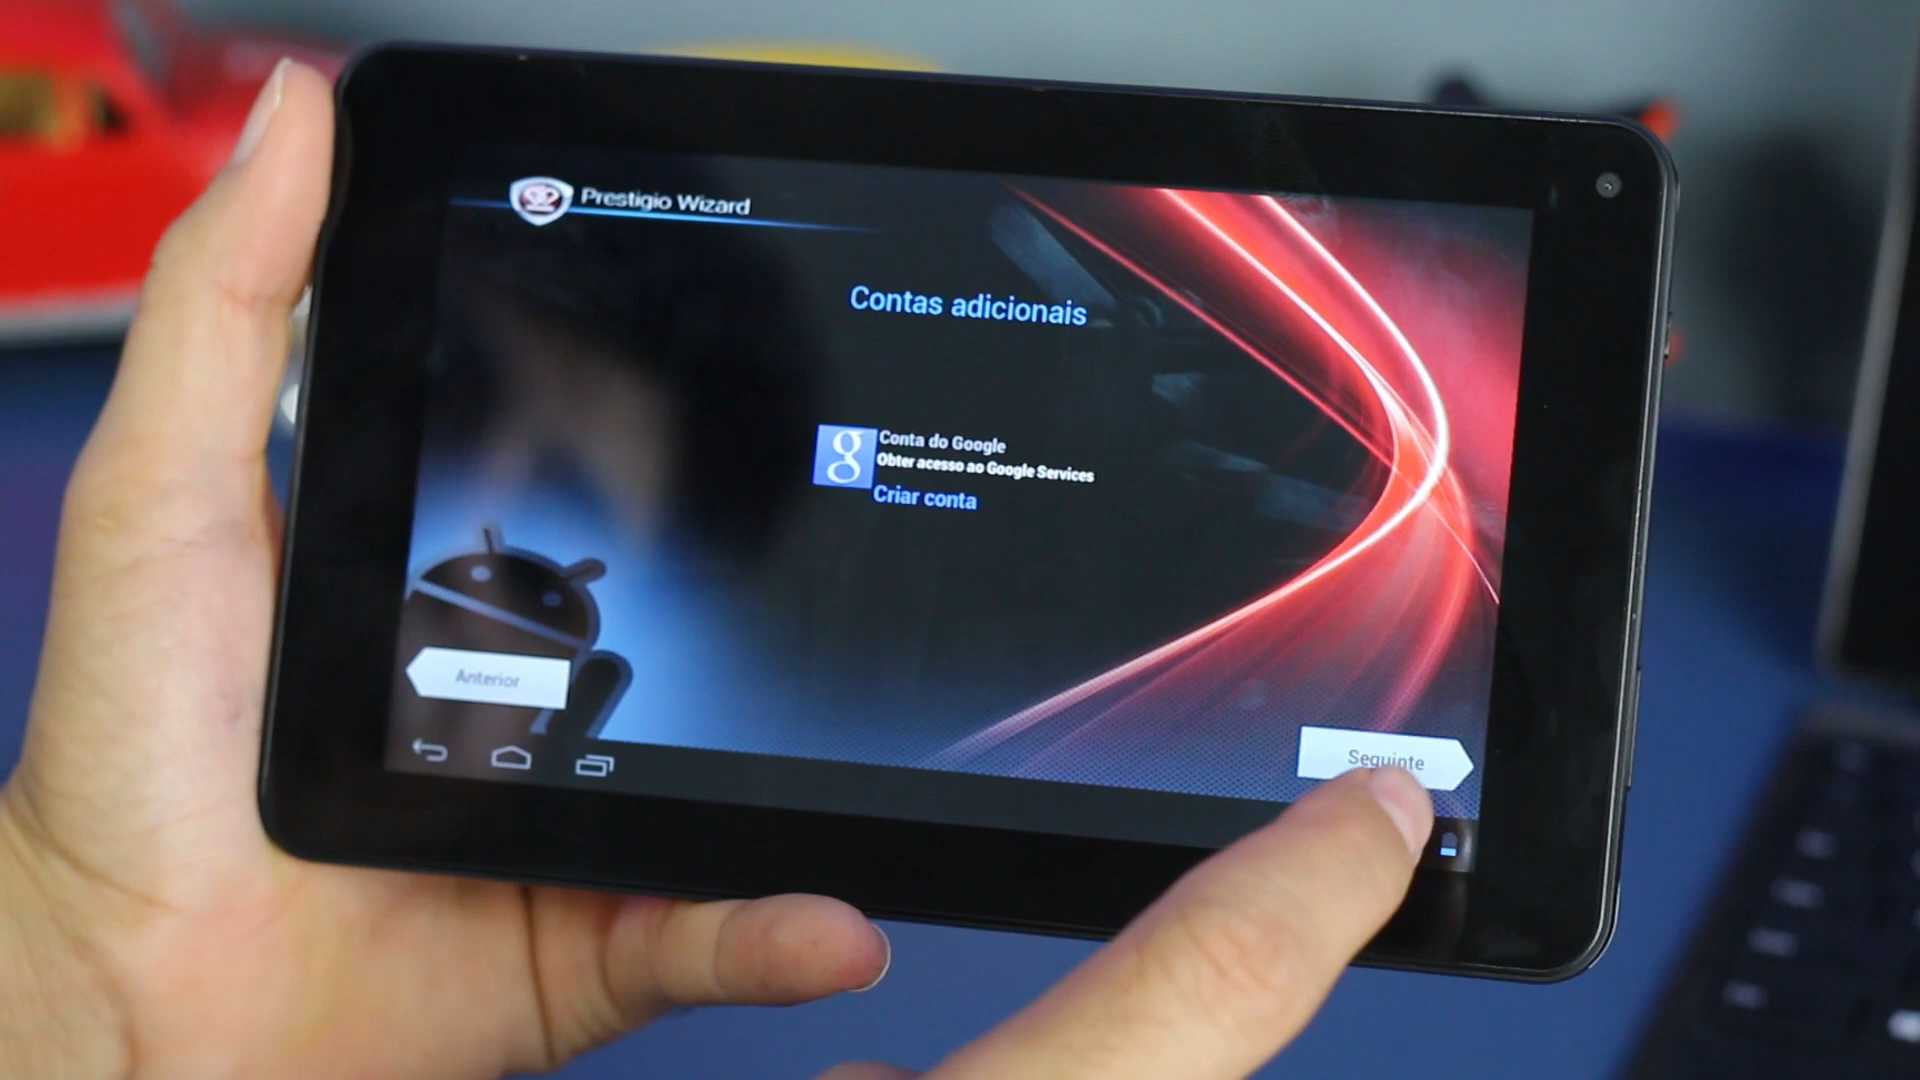 Prestigio Wizard
Contas adicionais
g
Conta do Google
Obter acesso ao Google Services
Criar conta
Anterior
Seguinte